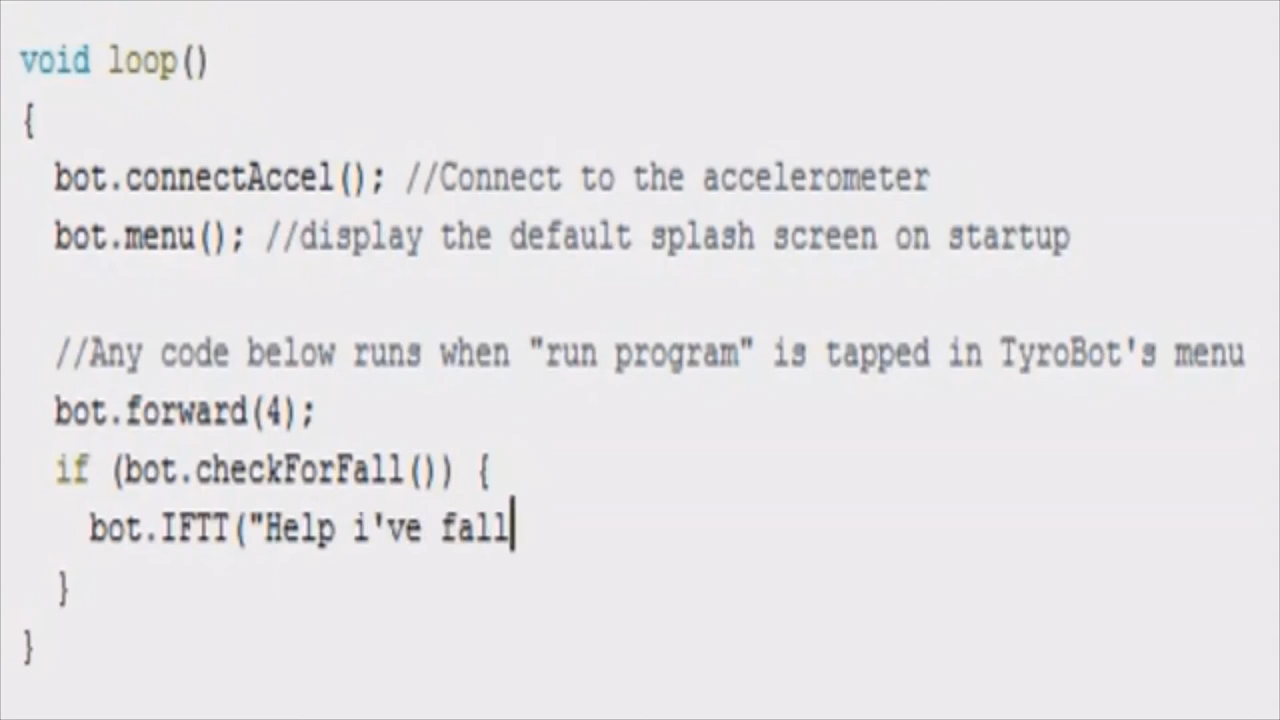 void loop()
{
bot.connectAccel(); //Connect to the accelerometer
bot.menu(); //display the default splash screen on startup
//Any code below runs when "run program" is tapped in TyroBot's menu
bot.forward(4);
if (bot.checkForFall()) {
bot.IFTT("Help i've fall
}
}